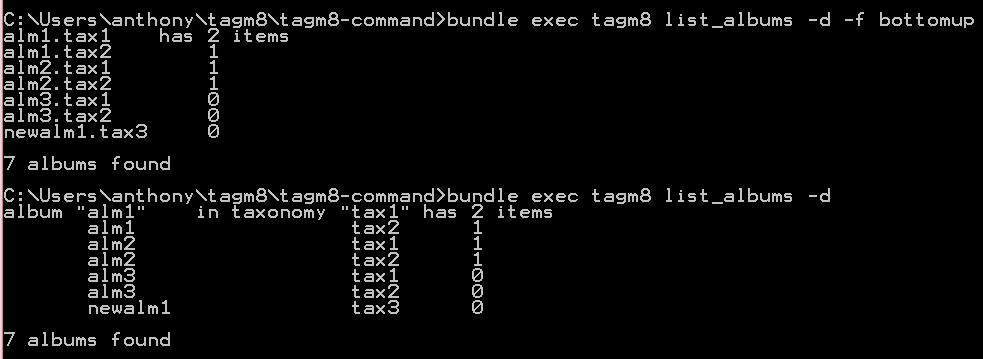 C:\Users\anthony\tagm8\tagm8-command>bundle exec tagm8 list_albums -d -f bottomup
alm1.tax1    has 2 items
alm1.tax2        1
alm2.tax1        1
alm2.tax2        1
alm3.tax1        0
alm3.tax2        0
newalm1.tax3     0
7 albums found
C:\Users\anthony\tagm8\tagm8-command>bundle exec tagm8 list_albums -d
album "alm1"    in taxonomy "tax1" has 2 items
       alm1                  tax2      1
       alm2                  tax1      1
       alm2                  tax2      1
       alm3                  tax1      0
       alm3                  tax2      0
       newalm1               tax3      0
7 albums found